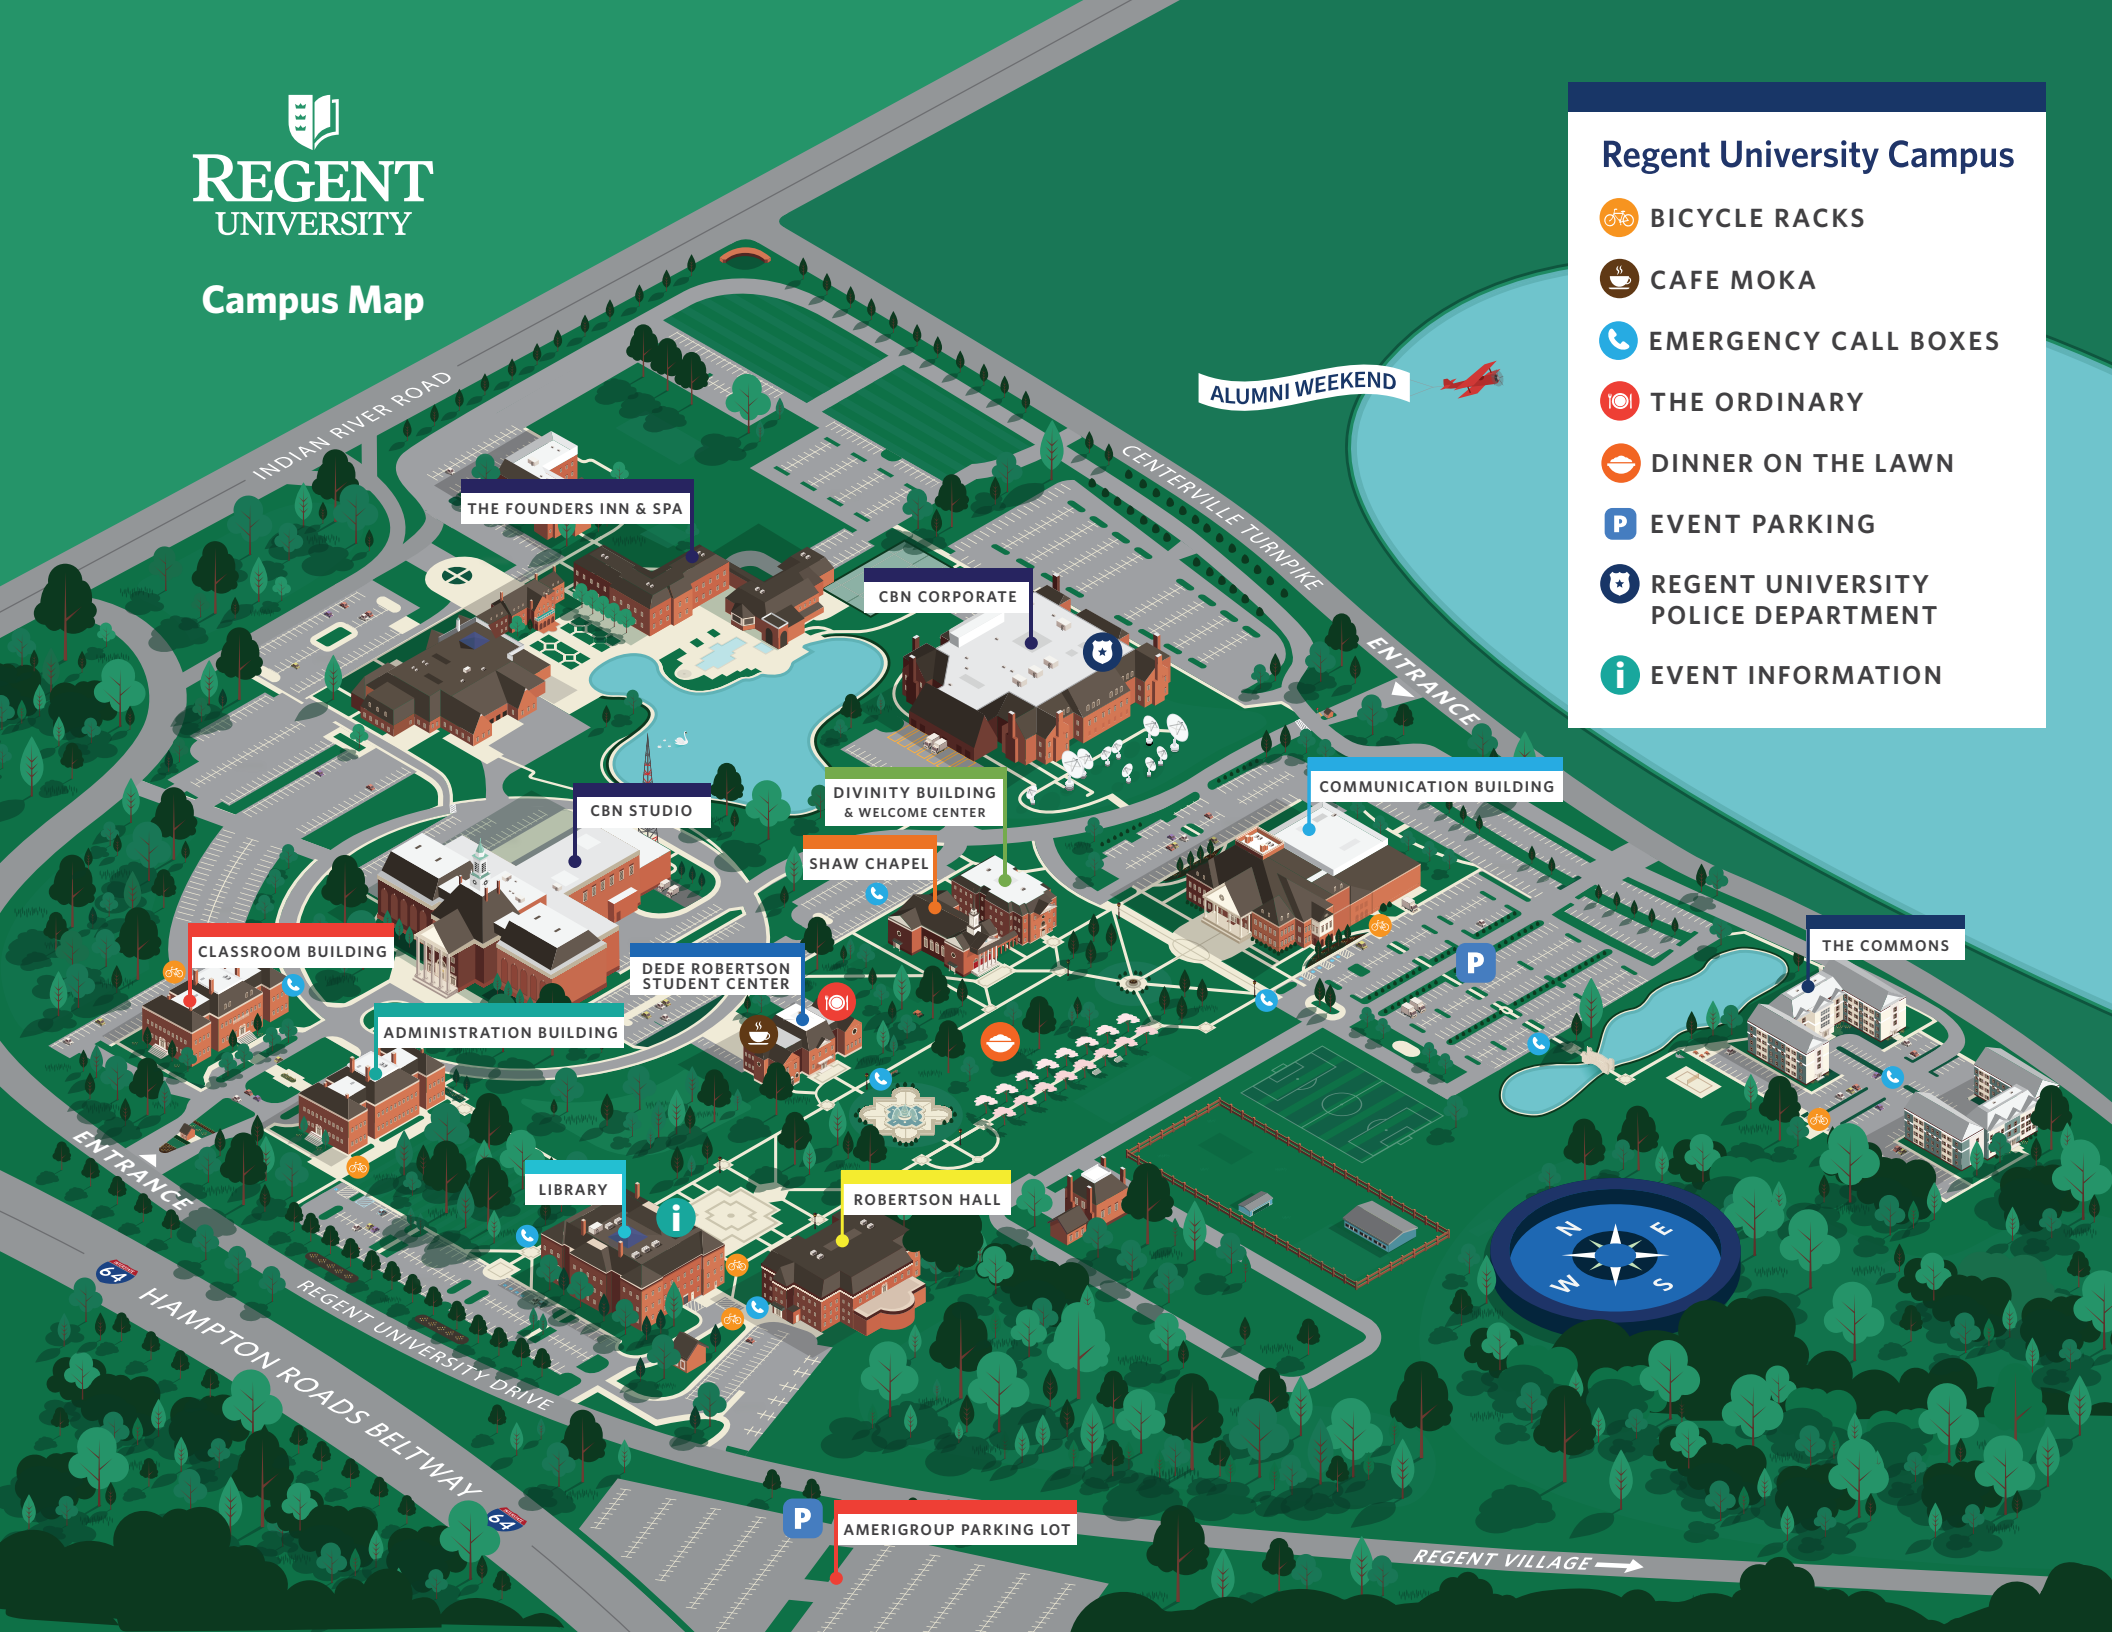 REGENT
UNIVERSITY
Campus Map
Regent University Campus
BICYCLE RACKS
CAFE MOKA
EMERGENCY CALL BOXES
THE ORDINARY
DINNER ON THE LAWN
P
EVENT PARKING
REGENT UNIVERSITY
POLICE DEPARTMENT
i
EVENT INFORMATION
ALUMNI WEEKEND
INDIAN RIVER ROAD
CENTERVILLE TURNPIKE
THE FOUNDERS INN & SPA
CBN CORPORATE
ENTRANCE
CBN STUDIO
DIVINITY BUILDING
& WELCOME CENTER
COMMUNICATION BUILDING
SHAW CHAPEL
CLASSROOM BUILDING
DEDE ROBERTSON
STUDENT CENTER
P
THE COMMONS
ADMINISTRATION BUILDING
ENTRANCE
LIBRARY
i
ROBERTSON HALL
N
E
W
S
INTERSTATE
64
HAMPTON ROADS BELTWAY
REGENT UNIVERSITY DRIVE
INTERSTATE
64
P
AMERIGROUP PARKING LOT
REGENT VILLAGE